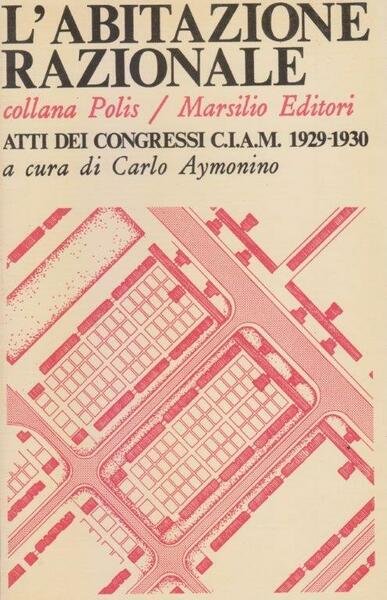 L'ABITAZIONE
RAZIONALE
collana Polis / Marsilio Editori
ATTI DEI CONGRESSI C.I.A.M. 1929-1930
a cura di Carlo Aymonino